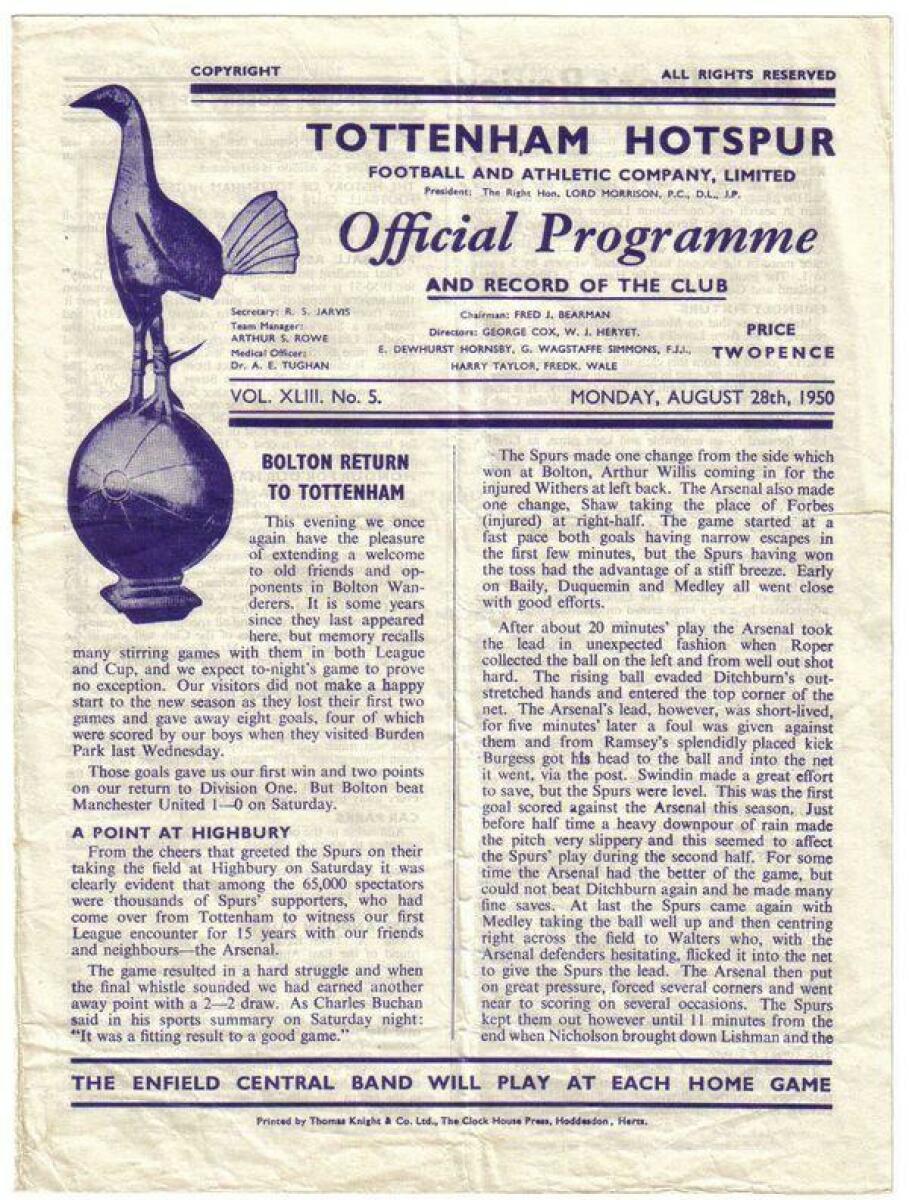 COPYRIGHT
ALL RIGHTS RESERVED
TOTTENHAM HOTSPUR
FOOTBALL AND ATHLETIC COMPANY, LIMITED
President: The Right Hon. LORD MORRISON, P.C., D.L., J.P.
Official Programme
AND RECORD OF THE CLUB
Secretary: R. S. JARVIS
Team Manager:
ARTHUR S. ROWE
Medical Officer:
Dr. A. E. TUGHAN
Chairman: FRED J. BEARMAN
Directors: GEORGE COX, W. J. HERYET.
E. DEWHURST HORNSBY, G. WAGSTAFFE SIMMONS, F.J.I.,
HARRY TAYLOR, FREDK. WALE
PRICE
TWOPENCE
VOL. XLIII. No. 5.
MONDAY, AUGUST 28th, 1950
BOLTON RETURN
TO TOTTENHAM
This evening we once
again have the pleasure
of extending a welcome
to old friends and op-
ponents in Bolton Wan-
derers. It is some years
since they last appeared
here, but memory recalls
many stirring games with them in both League
and Cup, and we expect to-night's game to prove
no exception. Our visitors did not make a happy
start to the new season as they lost their first two
games and gave away eight goals, four of which
were scored by our boys when they visited Burden
Park last Wednesday.
Those goals gave us our first win and two points
on our return to Division One. But Bolton beat
Manchester United 1—0 on Saturday.
A POINT AT HIGHBURY
From the cheers that greeted the Spurs on their
taking the field at Highbury on Saturday it was
clearly evident that among the 65,000 spectators
were thousands of Spurs' supporters, who had
come over from Tottenham to witness our first
League encounter for 15 years with our friends
and neighbours—the Arsenal.
The game resulted in a hard struggle and when
the final whistle sounded we had earned another
away point with a 2—2 draw. As Charles Buchan
said in his sports summary on Saturday night:
"It was a fitting result to a good game."
The Spurs made one change from the side which
won at Bolton, Arthur Willis coming in for the
injured Withers at left back. The Arsenal also made
one change, Shaw taking the place of Forbes
(injured) at right-half. The game started at a
fast pace both goals having narrow escapes in
the first few minutes, but the Spurs having won
the toss had the advantage of a stiff breeze. Early
on Baily, Duquemin and Medley all went close
with good efforts.
After about 20 minutes' play the Arsenal took
the lead in unexpected fashion when Roper
collected the ball on the left and from well out shot
hard. The rising ball evaded Ditchburn's out-
stretched hands and entered the top corner of the
net. The Arsenal's lead, however, was short-lived,
for five minutes' later a foul was given against
them and from Ramsey's splendidly placed kick
Burgess got his head to the ball and into the net
it went, via the post. Swindin made a great effort
to save, but the Spurs were level. This was the first
goal scored against the Arsenal this season. Just
before half time a heavy downpour of rain made
the pitch very slippery and this seemed to affect
the Spurs' play during the second half. For some
time the Arsenal had the better of the game, but
could not beat Ditchburn again and he made many
fine saves. At last the Spurs came again with
Medley taking the ball well up and then centring
right across the field to Walters who, with the
Arsenal defenders hesitating, flicked it into the net
to give the Spurs the lead. The Arsenal then put
on great pressure, forced several corners and went
near to scoring on several occasions. The Spurs
kept them out however until 11 minutes from the
end when Nicholson brought down Lishman and the
THE ENFIELD CENTRAL BAND WILL PLAY AT EACH HOME GAME
Printed by Thomas Knight & Co. Ltd., The Clock House Press, Hoddesdon, Herts.